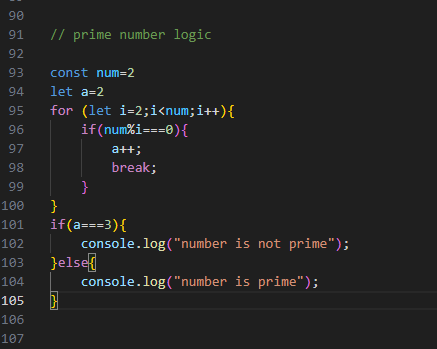 90
91 // prime number logic
92
93 const num=2
94 let a=2
95 for (let i=2;i<num;i++){
96     if(num%i===0){
97         a++;
98         break;
99     }
100 }
101 if(a===3){
102     console.log("number is not prime");
103 }else{
104     console.log("number is prime");
105 }
106
107